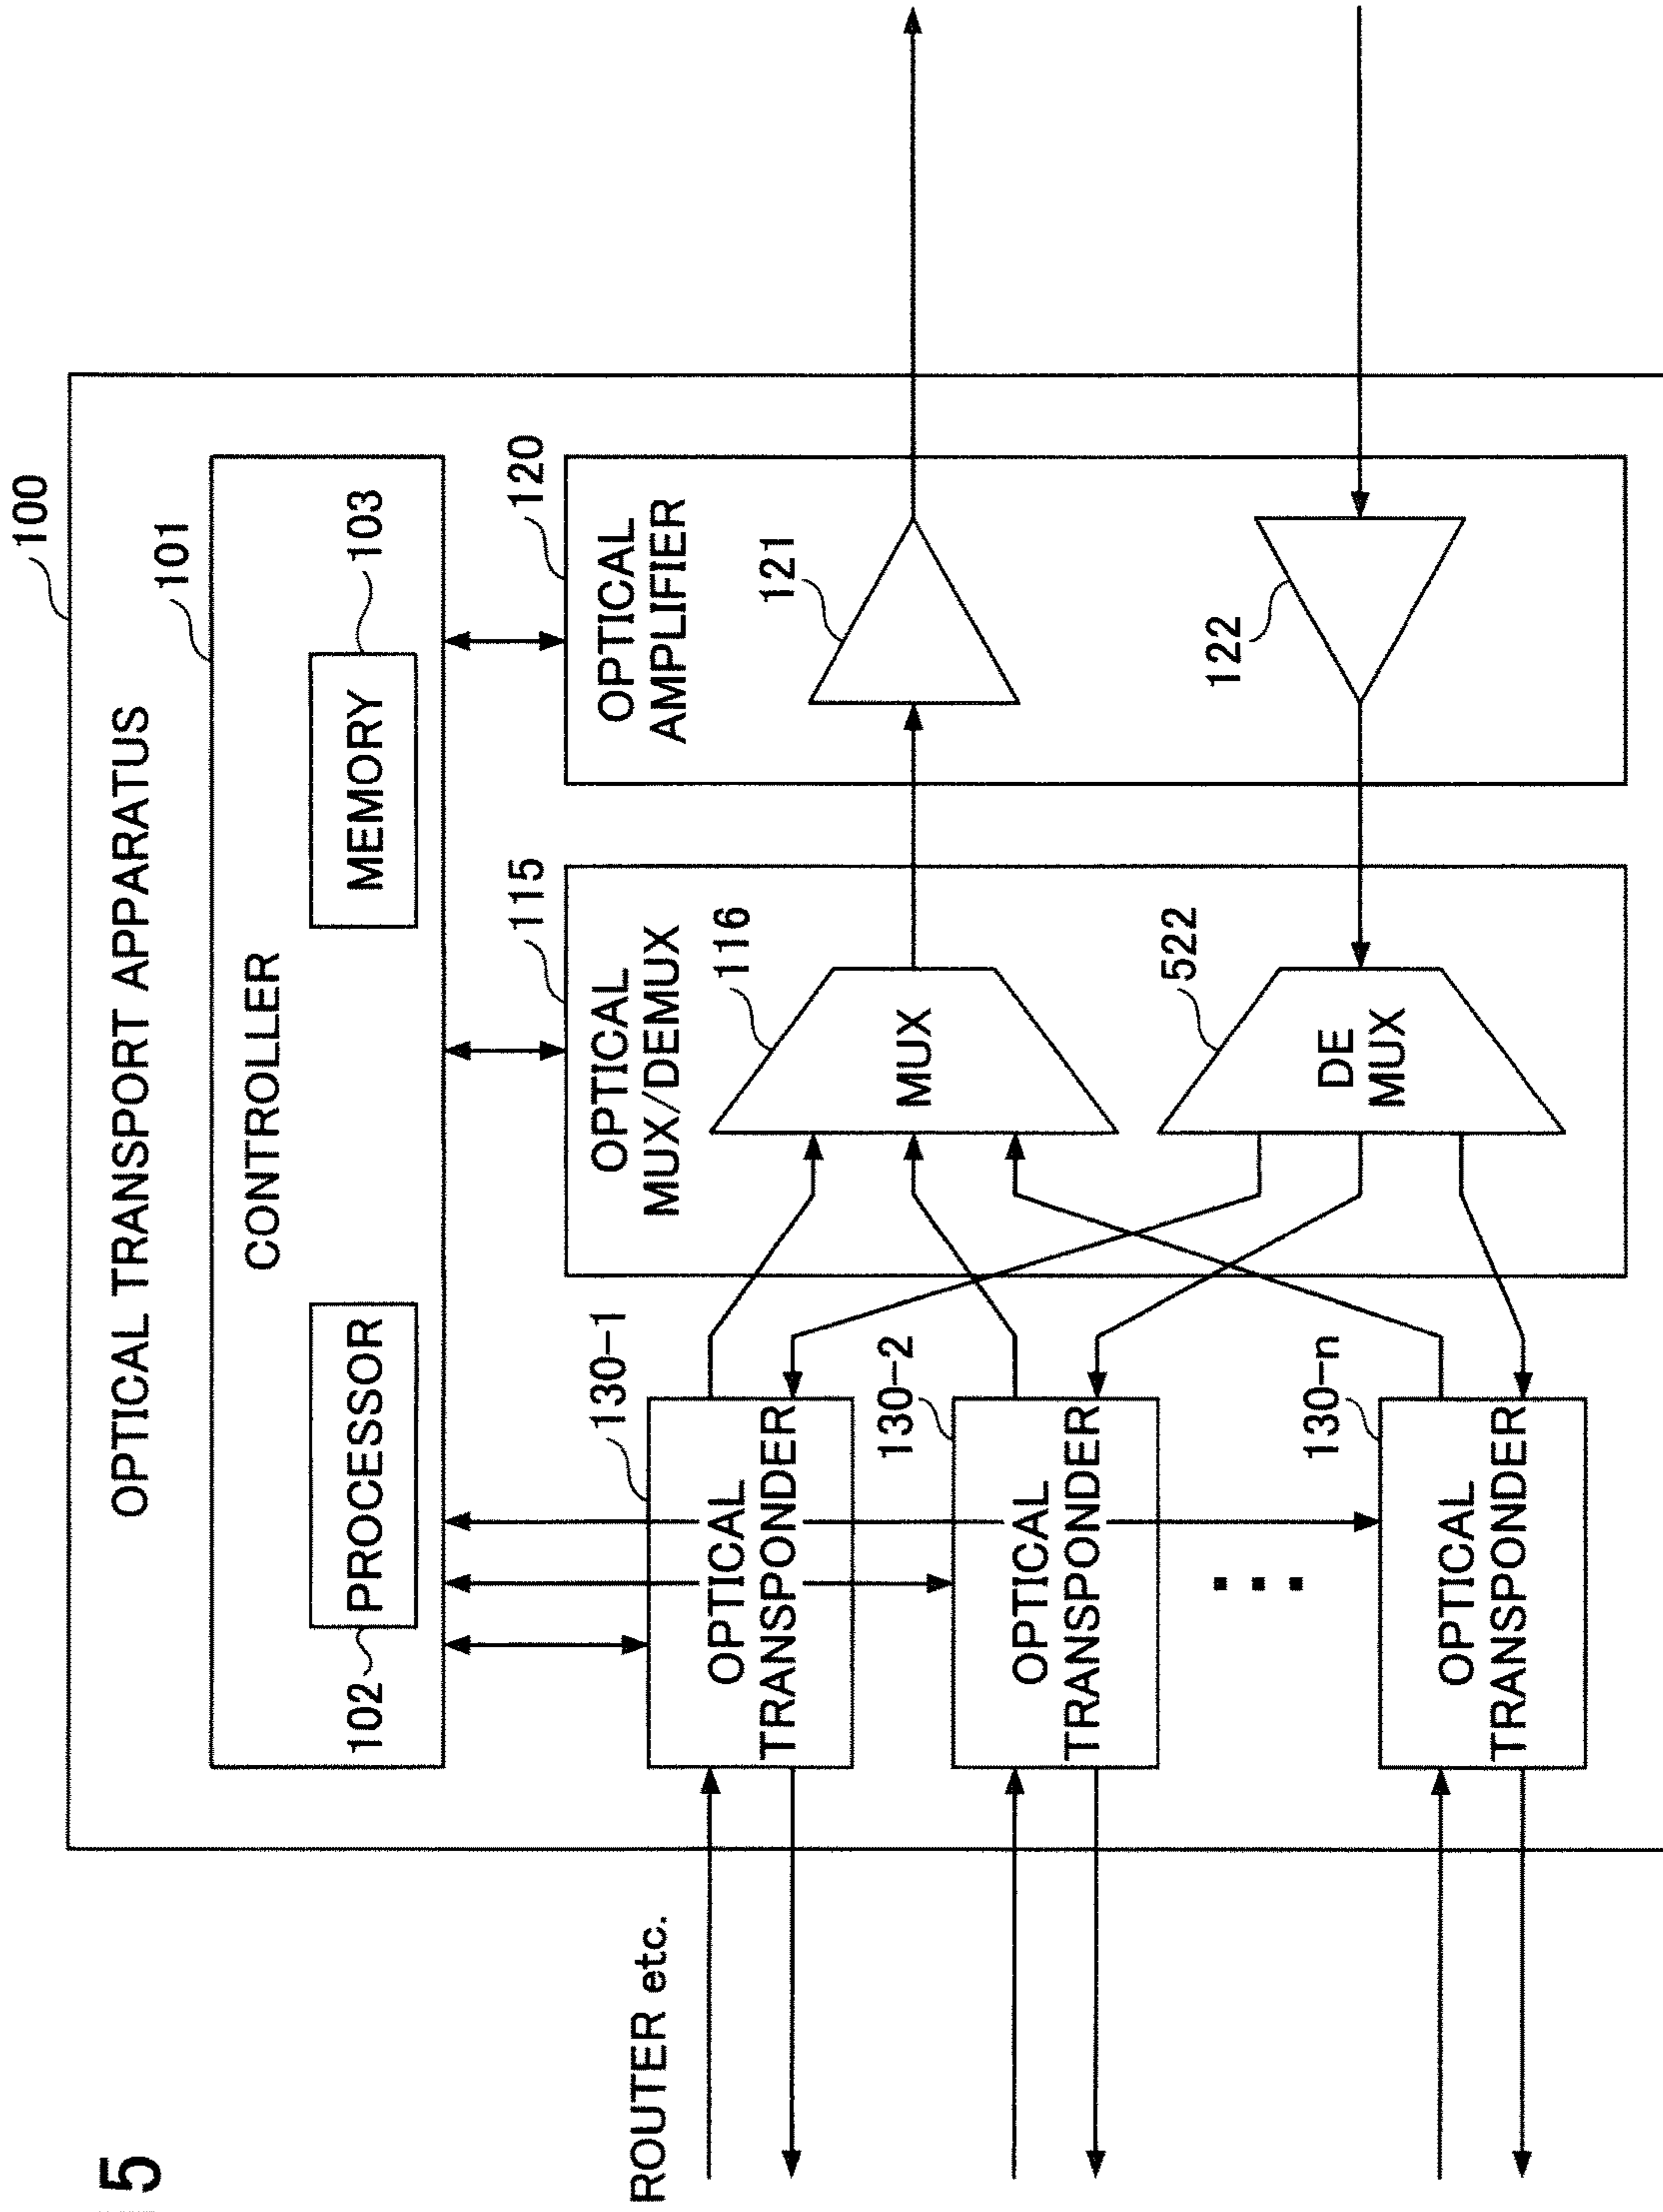 5
100
OPTICAL TRANSPORT APPARATUS
101
CONTROLLER
102
PROCESSOR
MEMORY
103
ROUTER etc.
130-1
OPTICAL
TRANSPONDER
130-2
OPTICAL
TRANSPONDER
130-n
OPTICAL
TRANSPONDER
115
OPTICAL
MUX/DEMUX
116
MUX
522
DE
MUX
120
OPTICAL
AMPLIFIER
121
122